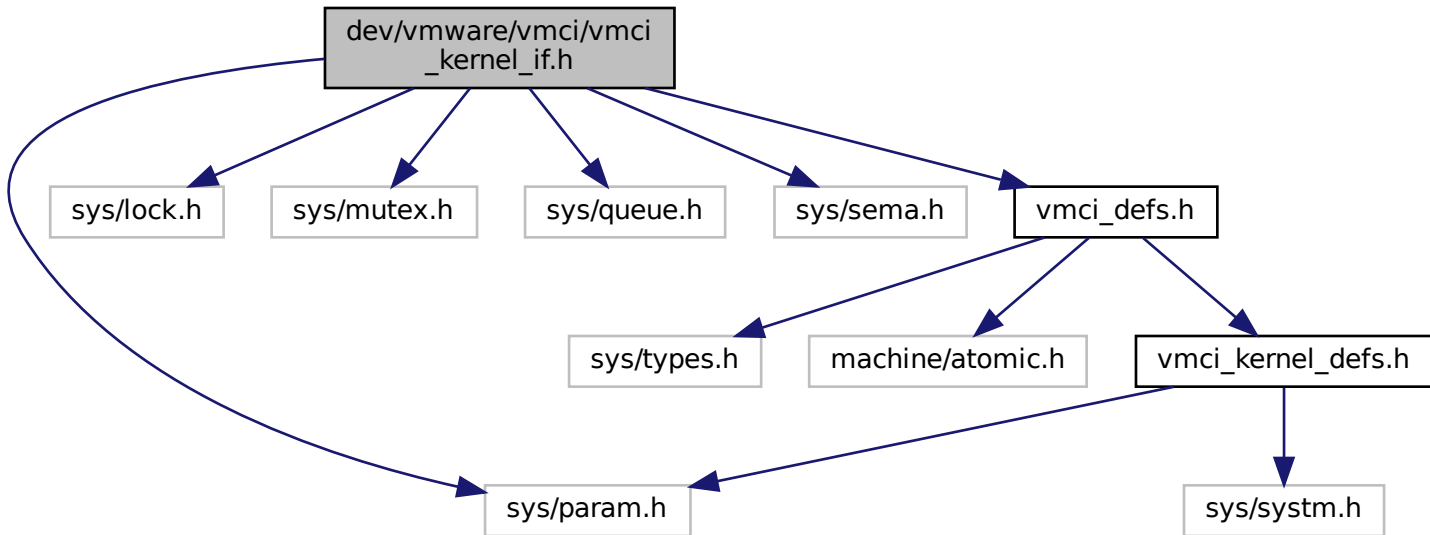 dev/vmware/vmci/vmci
_kernel_if.h
sys/lock.h
sys/mutex.h
sys/queue.h
sys/sema.h
vmci_defs.h
sys/types.h
machine/atomic.h
vmci_kernel_defs.h
sys/param.h
sys/systm.h